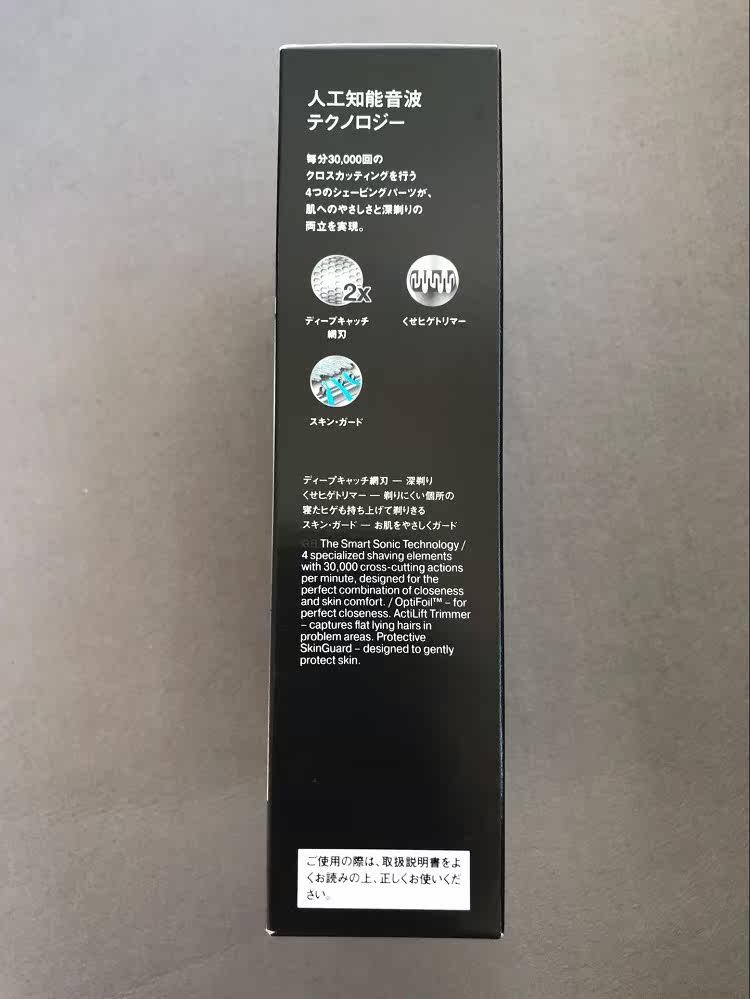 人工知能音波
テクノロジー
毎分30,000回の
クロスカッティングを行う
4つのシェービングパーツが、
肌へのやさしさと深剃りの
両立を実現。
2x
ディープキャッチ
網刃
くせヒゲトリマー
スキン・ガード
ディープキャッチ網刃 — 深剃り
くせヒゲトリマー — 剃りにくい個所の
寝たヒゲも持ち上げて剃りきる
スキン・ガード — お肌をやさしくガード
The Smart Sonic Technology /
4 specialized shaving elements
with 30,000 cross-cutting actions
per minute, designed for the
perfect combination of closeness
and skin comfort. / OptiFoil™ – for
perfect closeness. ActiLift Trimmer
– captures flat lying hairs in
problem areas. Protective
SkinGuard – designed to gently
protect skin.
ご使用の際は、取扱説明書をよ
くお読みの上、正しくお使いくだ
さい。